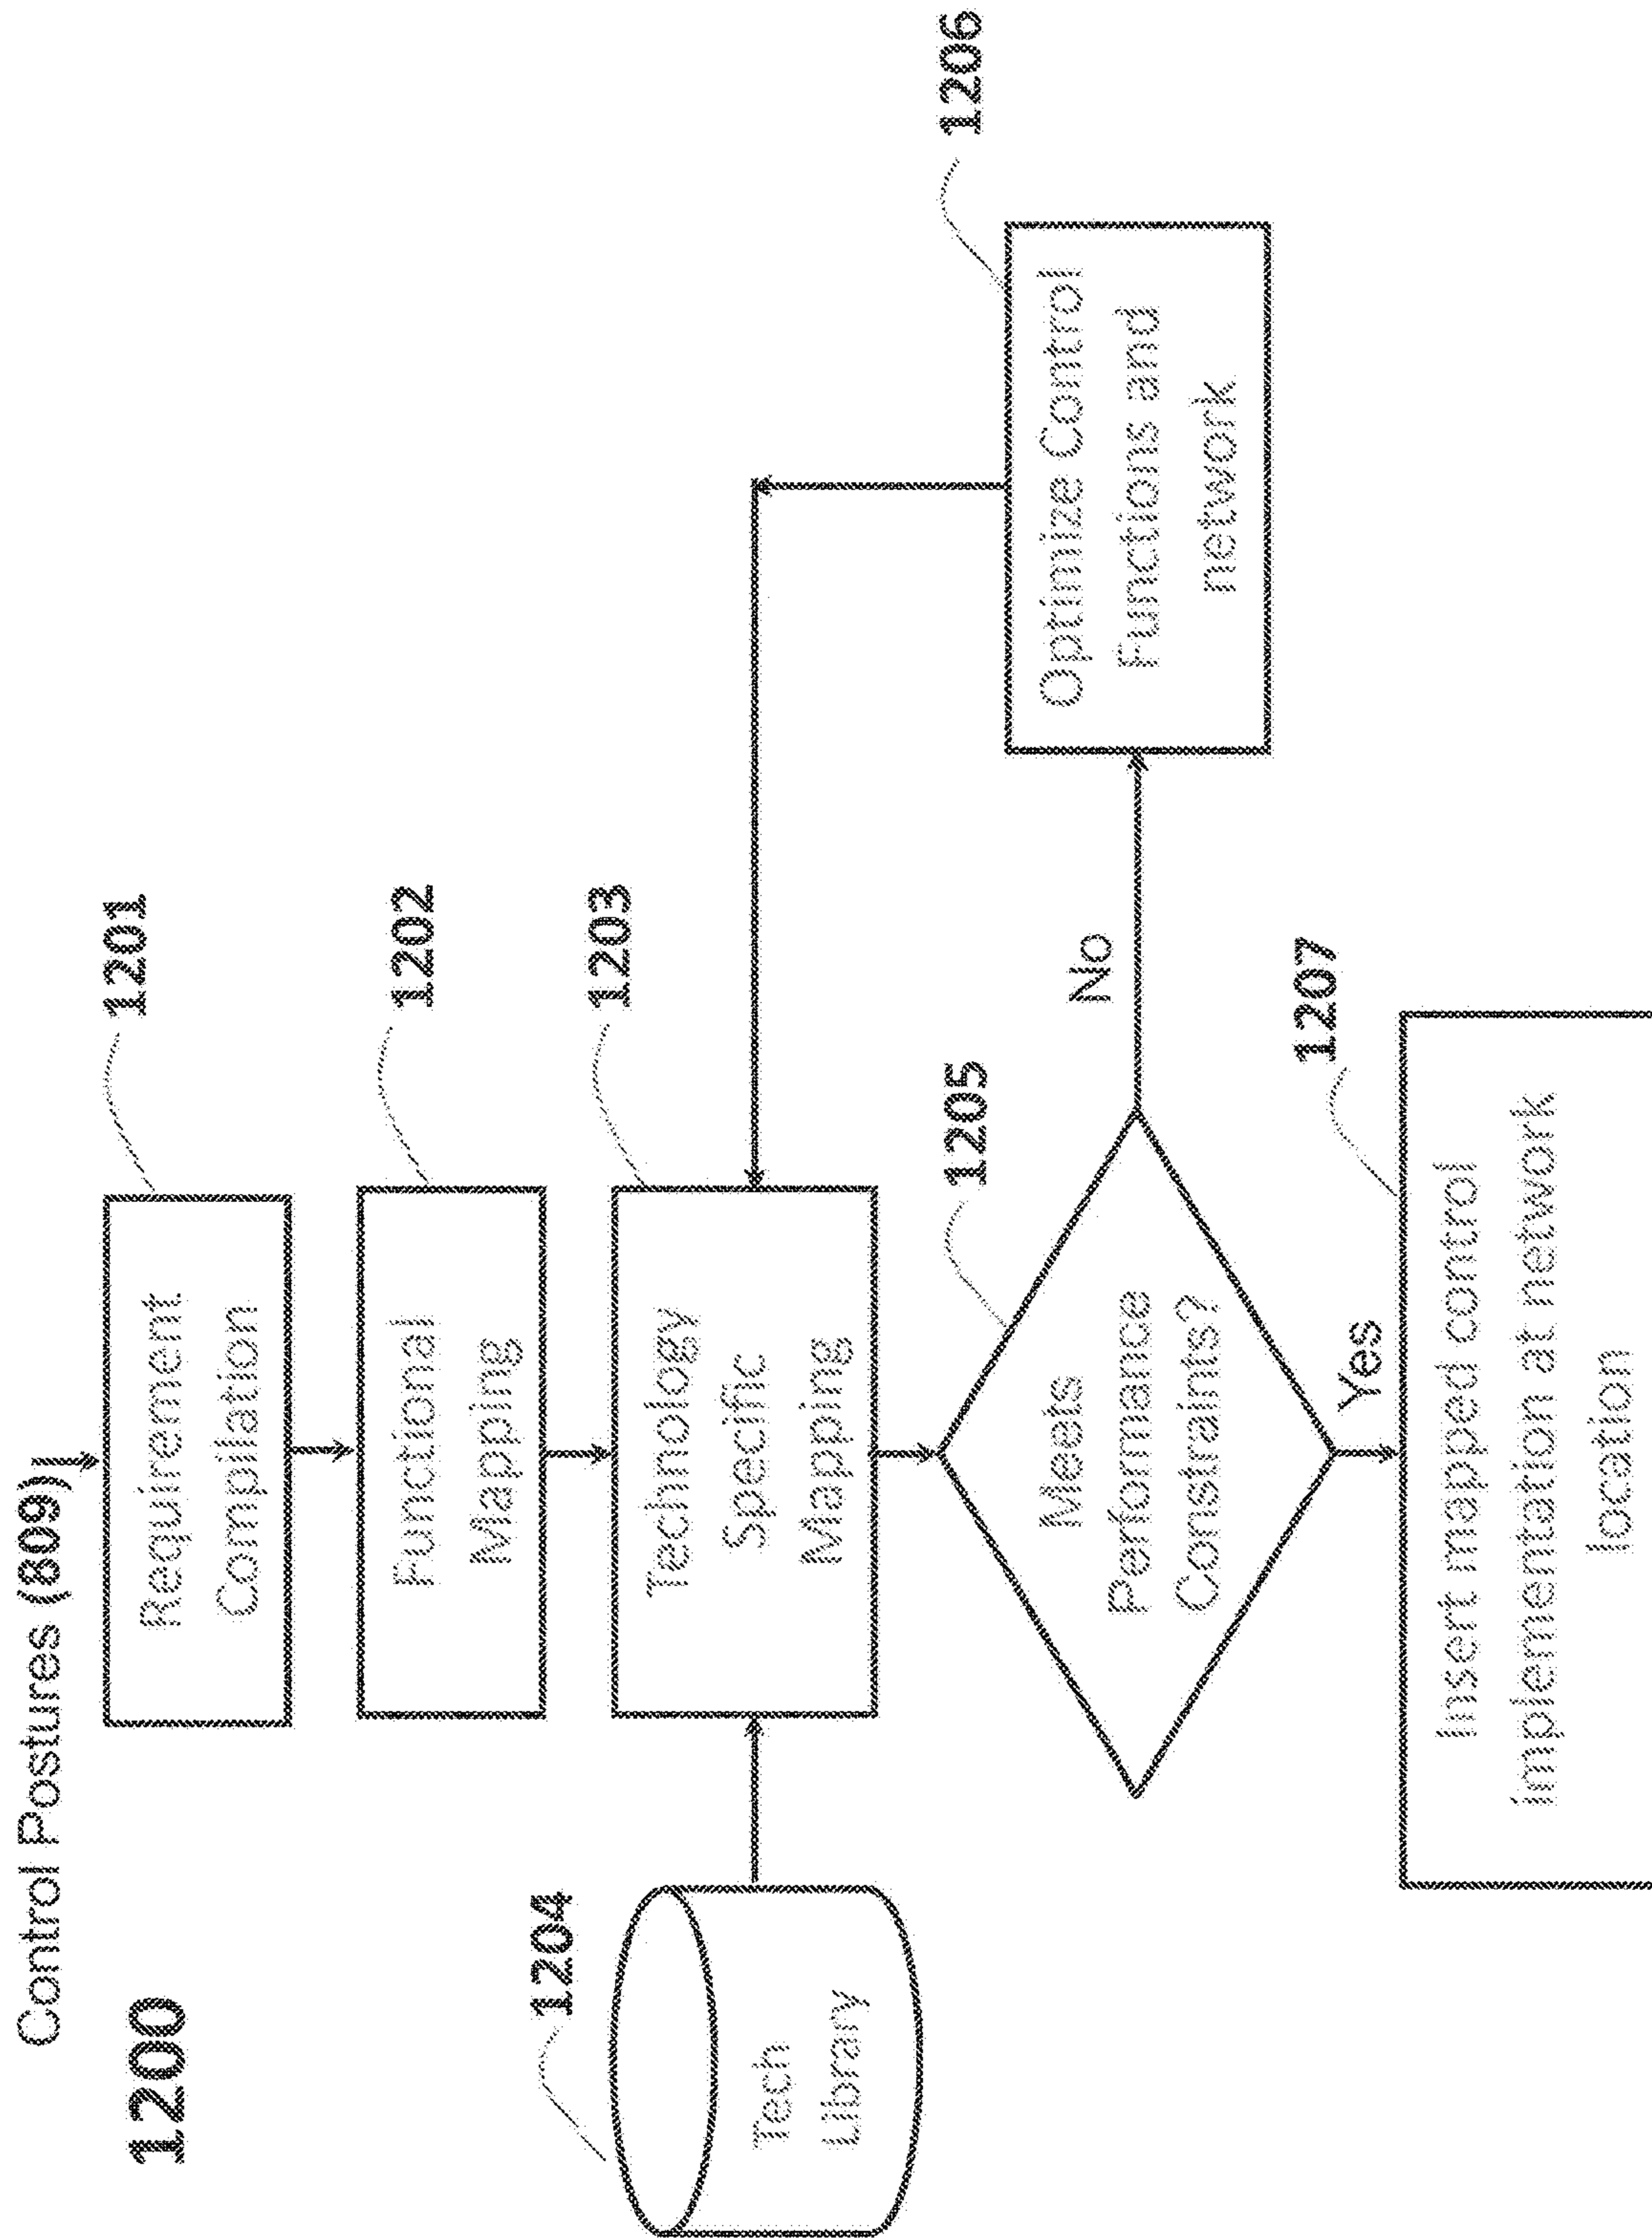 Control Postures (809)
1200
1201
Requirement
Compilation
1202
Functional
Mapping
1203
Technology
Specific
Mapping
1204
Tech
Library
1205
Meets
Performance
Constraints?
No
1206
Optimize Control
Functions and
network
Yes
1207
Insert mapped control
implementation at network
location